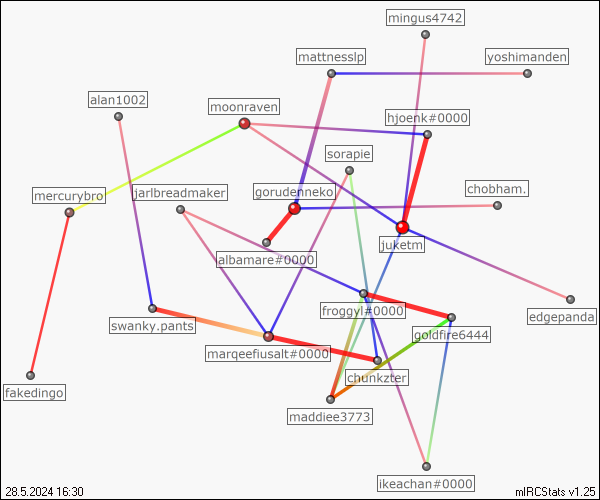 mingus4742
mattnesslp
yoshimanden
alan1002
moonraven
hjoenk#0000
sorapie
mercurybro
jarlbreadmaker
gorudenneko
chobham.
juketm
albamare#0000
froggyl#0000
edgepanda
swanky.pants
goldfire6444
marqeefiusalt#0000
chunkzter
fakedingo
maddiee3773
ikeachan#0000
28.5.2024 16:30
mIRCStats v1.25